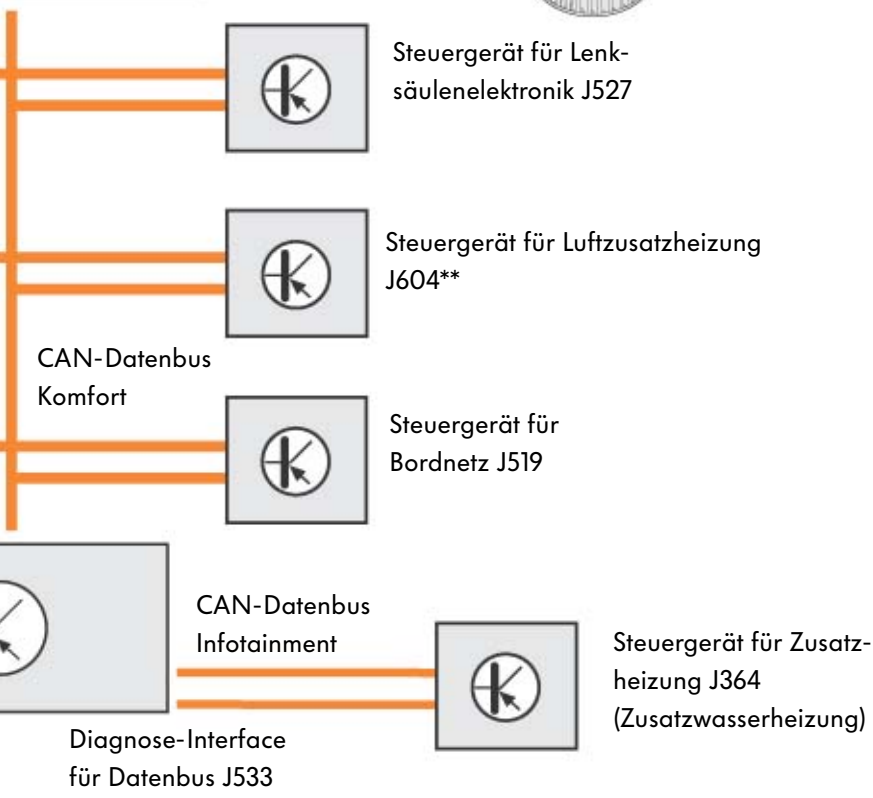 Steuergerät für Lenk-
säulenelektronik J527
Steuergerät für Luftzusatzheizung
J604**
CAN-Datenbus
Komfort
Steuergerät für
Bordnetz J519
CAN-Datenbus
Infotainment
Steuergerät für Zusatz-
heizung J364
(Zusatzwasserheizung)
Diagnose-Interface
für Datenbus J533